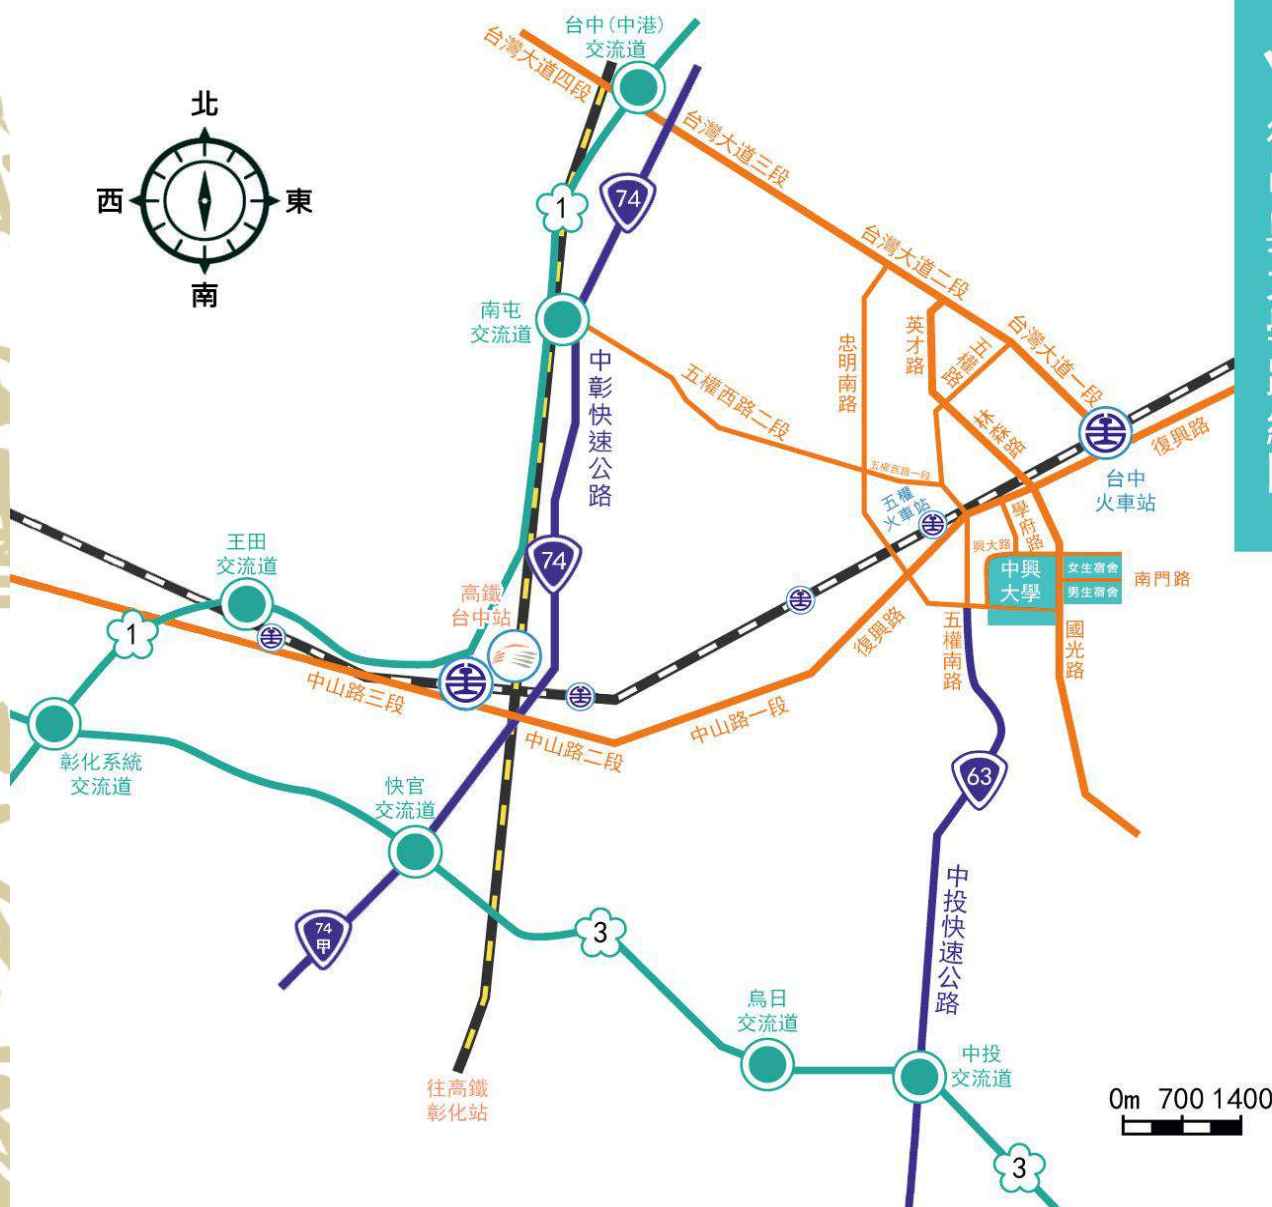 台中(中港)
交流道
台灣大道四段
北
西
東
南
台灣大道三段
74
1
台灣大道二段
南屯
交流道
英才路
五權路
台灣大道一段
忠明南路
中彰快速公路
五權西路二段
林森路
復興路
五權西路一段
台中
火車站
五權
火車站
學府路
興大路
王田
交流道
74
中興
大學
女生宿舍
男生宿舍
南門路
高鐵
台中站
1
復興路
五權南路
國光路
中山路三段
中山路一段
中山路二段
彰化系統
交流道
63
快官
交流道
中投快速公路
74
甲
3
烏日
交流道
中投
交流道
往高鐵
彰化站
0m 700 1400
3